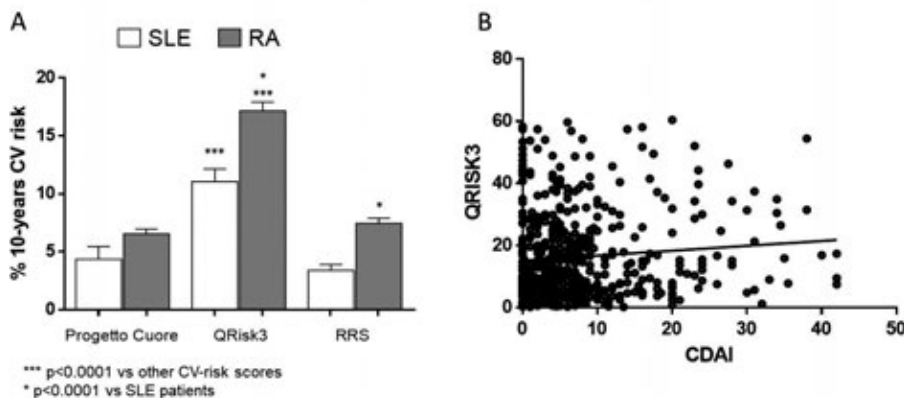 A
SLE RA
% 10-years CV risk
20
15
10
5
0
***
*
***
*
Progetto Cuore QRisk3 RRS
*** p<0.0001 vs other CV-risk scores
* p<0.0001 vs SLE patients
B
QRISK3
80
60
40
20
0
0 10 20 30 40 50
CDAI